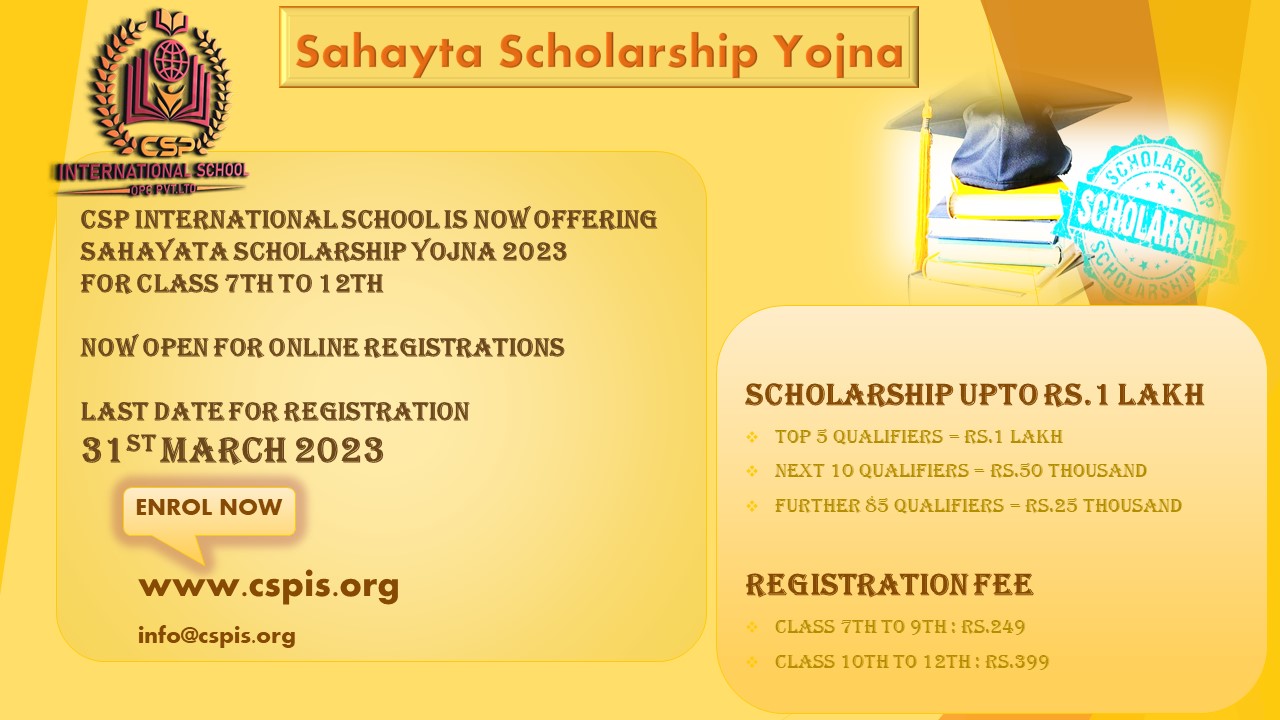 Sahayta Scholarship Yojna
CSP
INTERNATIONAL SCHOOL
OPC PVT.LTD
CSP INTERNATIONAL SCHOOL IS NOW OFFERING
SAHAYATA SCHOLARSHIP YOJNA 2023
FOR CLASS 7TH TO 12TH
NOW OPEN FOR ONLINE REGISTRATIONS
LAST DATE FOR REGISTRATION
31ST MARCH 2023
ENROL NOW
www.cspis.org
info@cspis.org
SCHOLARSHIP
SCHOLARSHIP
SCHOLARSHIP
SCHOLARSHIP UPTO RS.1 LAKH
❖ TOP 5 QUALIFIERS = RS.1 LAKH
❖ NEXT 10 QUALIFIERS = RS.50 THOUSAND
❖ FURTHER 85 QUALIFIERS = RS.25 THOUSAND
REGISTRATION FEE
❖ CLASS 7TH TO 9TH : RS.249
❖ CLASS 10TH TO 12TH : RS.399